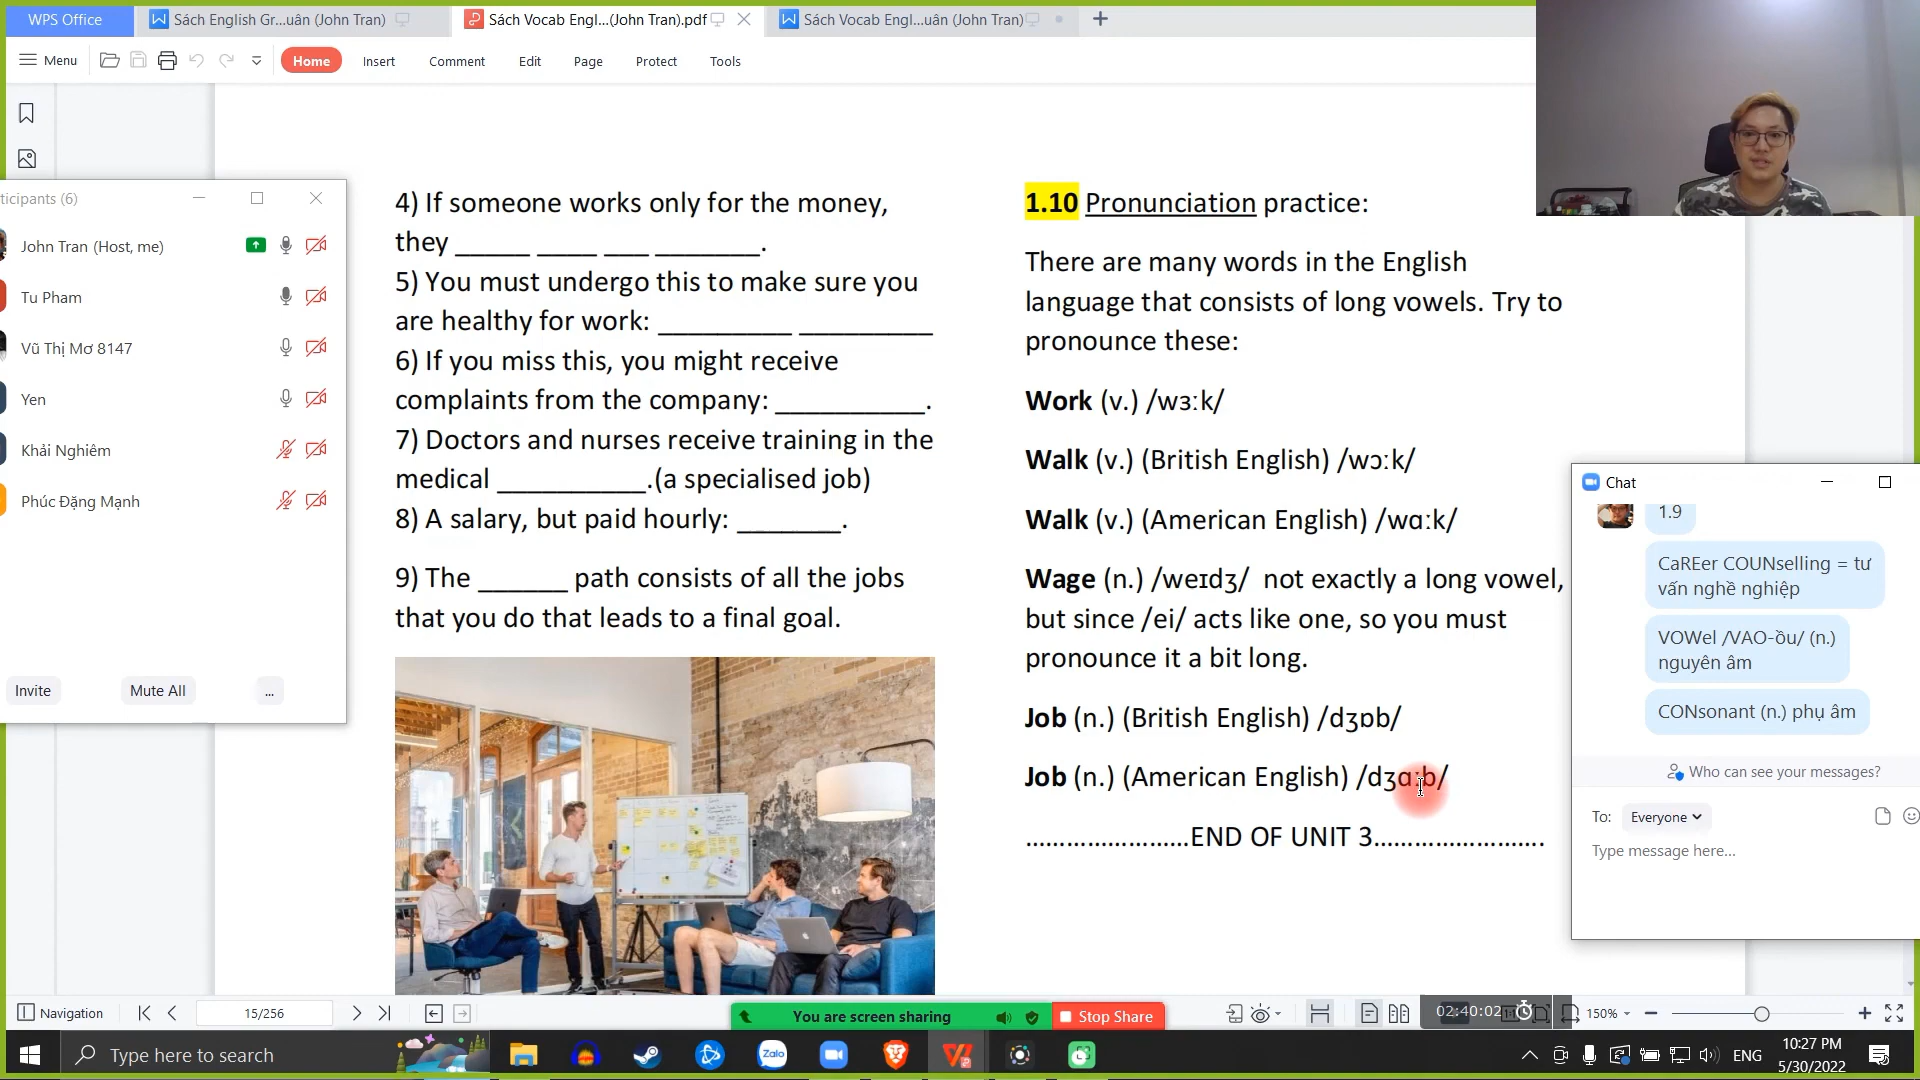 WPS Office
Sách English Gr...uân (John Tran)
Sách Vocab Engl...(John Tran).pdf
Sách Vocab Engl...uân (John Tran)
Menu
Home
Insert
Comment
Edit
Page
Protect
Tools
ticipants (6)
John Tran (Host, me)
Tu Pham
Vũ Thị Mơ 8147
Yen
Khải Nghiêm
Phúc Đặng Mạnh
Invite
Mute All
...
4) If someone works only for the money,
they _____ ____ ___ _______.
5) You must undergo this to make sure you
are healthy for work: _________ _________
6) If you miss this, you might receive
complaints from the company: __________.
7) Doctors and nurses receive training in the
medical __________.(a specialised job)
8) A salary, but paid hourly: _______.
9) The ______ path consists of all the jobs
that you do that leads to a final goal.
1.10 Pronunciation practice:
There are many words in the English
language that consists of long vowels. Try to
pronounce these:
Work (v.) /wɜːk/
Walk (v.) (British English) /wɔːk/
Walk (v.) (American English) /wɑːk/
Wage (n.) /weɪdʒ/ not exactly a long vowel,
but since /ei/ acts like one, so you must
pronounce it a bit long.
Job (n.) (British English) /dʒɒb/
Job (n.) (American English) /dʒɑːb/
........................END OF UNIT 3.........................
Chat
1.9
CaREer COUNselling = tư
vấn nghề nghiệp
VOWel /VAO-ồu/ (n.)
nguyên âm
CONsonant (n.) phụ âm
Who can see your messages?
To: Everyone
Type message here...
Navigation
15/256
You are screen sharing
Stop Share
02:40:02
150%
Type here to search
Zalo
ENG
10:27 PM
5/30/2022